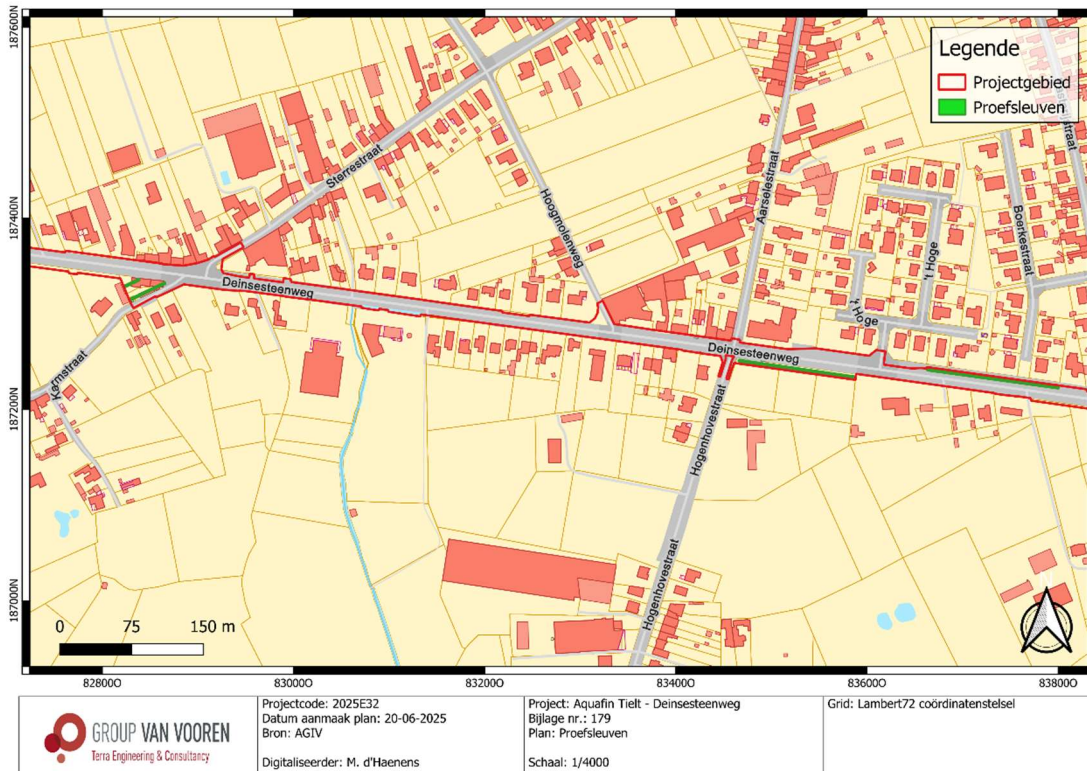 187600N
187400N
187200N
187000N
Legende
Projectgebied
Proefsleuven
Sterrestraat
Hoogmolenweg
Aarselestraat
't Hoge
't Hoge
Boerkestraat
Deinsesteenweg
Deinsesteenweg
Kermstraat
Hogenhovestraat
Hogenhovestraat
0 75 150 m
828000 830000 832000 834000 836000 838000
GROUP VAN VOOREN
Terra Engineering & Consultancy
Projectcode: 2025E32
Datum aanmaak plan: 20-06-2025
Bron: AGIV
Digitaliseerder: M. d'Haenens
Project: Aquafin Tielt - Deinsesteenweg
Bijlage nr.: 179
Plan: Proefsleuven
Schaal: 1/4000
Grid: Lambert72 coördinatenstelsel